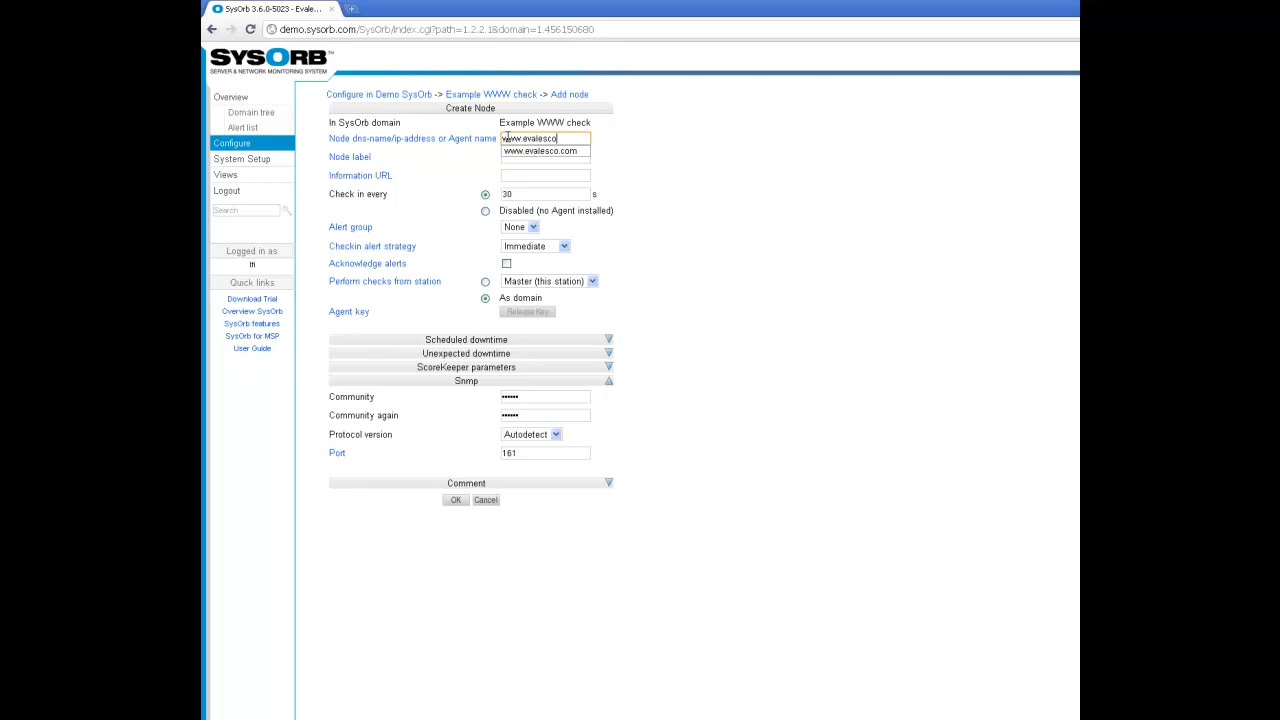 SysOrb 3.6.0-5023 - Evale...
demo.sysorb.com/SysOrb/index.cgi?path=1.2.2.1&domain=1.456150680
SYSORB™
SERVER & NETWORK MONITORING SYSTEM
Overview
Domain tree
Alert list
Configure
System Setup
Views
Logout
Search
Logged in as
Quick links
Download Trial
Overview SysOrb
SysOrb features
SysOrb for MSP
User Guide
Configure in Demo SysOrb -> Example WWW check -> Add node
Create Node
In SysOrb domain Example WWW check
Node dns-name/ip-address or Agent name www.evalesco
www.evalesco.com
Node label
Information URL
Check in every 30 s
Disabled (no Agent installed)
Alert group None
Checkin alert strategy Immediate
Acknowledge alerts
Perform checks from station Master (this station)
As domain
Agent key Release Key
Scheduled downtime
Unexpected downtime
ScoreKeeper parameters
Snmp
Community ••••••
Community again ••••••
Protocol version Autodetect
Port 161
Comment
OK Cancel